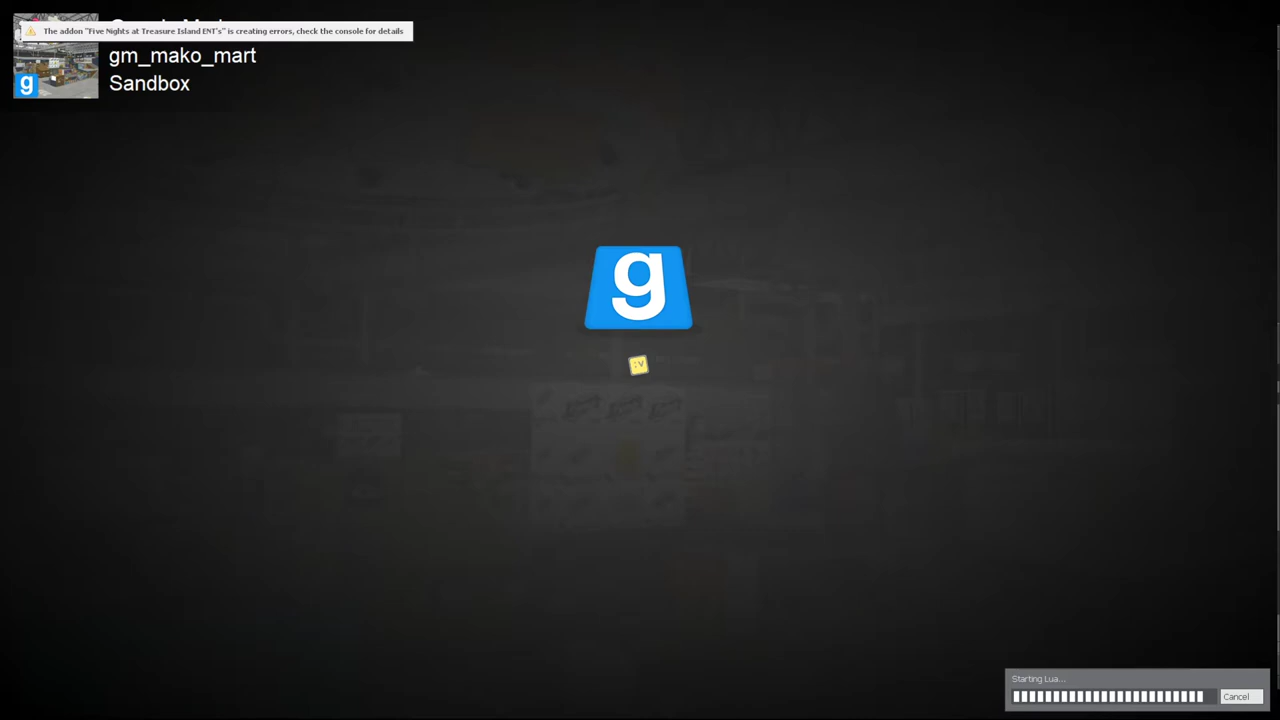 The addon "Five Nights at Treasure Island ENT's" is creating errors, check the console for details
gm_mako_mart
Sandbox
g
g
:v
Starting Lua...
Cancel